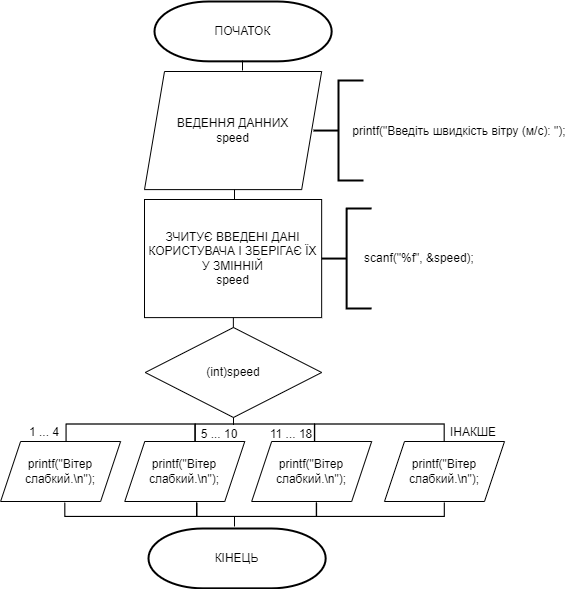 ПОЧАТОК
ВЕДЕННЯ ДАННИХ
speed
printf("Введіть швидкість вітру (м/с): ");
ЗЧИТУЄ ВВЕДЕНІ ДАНІ
КОРИСТУВАЧА І ЗБЕРІГАЄ ЇХ
У ЗМІННІЙ
speed
scanf("%f", &speed);
(int)speed
1 ... 4
5 ... 10
11 ... 18
ІНАКШЕ
printf("Вітер
слабкий.\n");
printf("Вітер
слабкий.\n");
printf("Вітер
слабкий.\n");
printf("Вітер
слабкий.\n");
КІНЕЦЬ